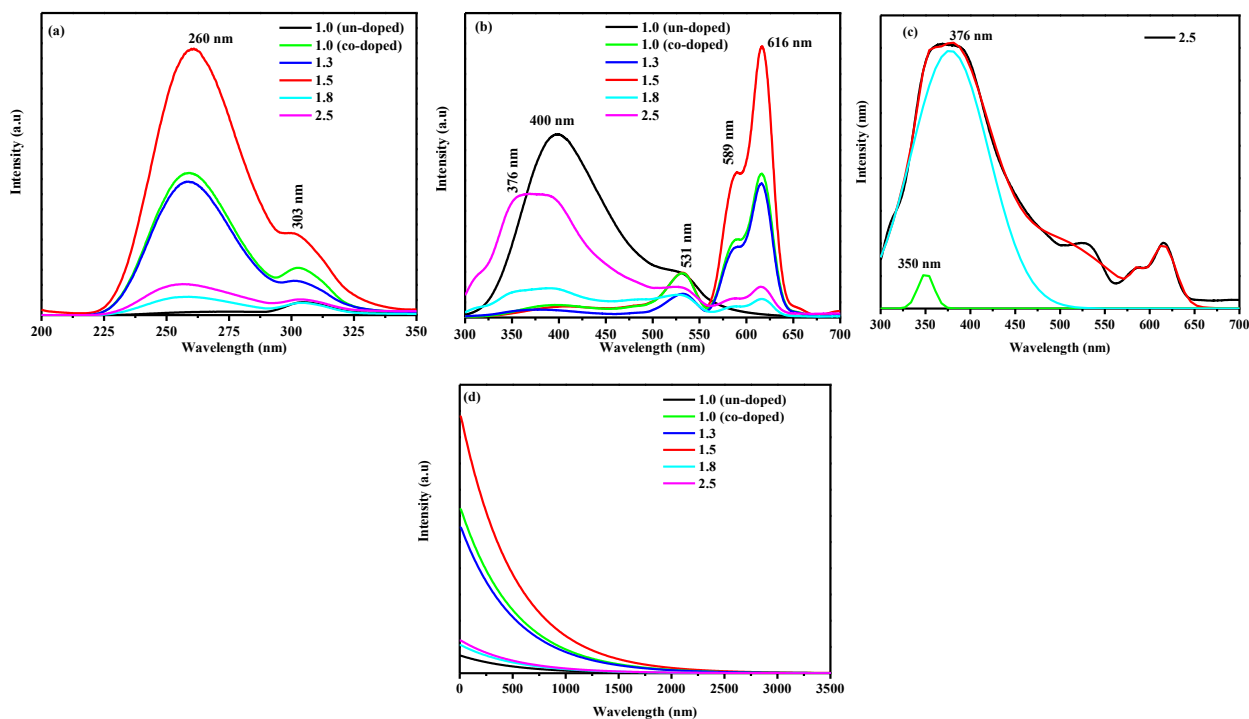 (a)
260 nm
303 nm
1.0 (un-doped)
1.0 (co-doped)
1.3
1.5
1.8
2.5
Intensity (a.u)
200 225 250 275 300 325 350
Wavelength (nm)
(b)
376 nm
400 nm
531 nm
589 nm
616 nm
1.0 (un-doped)
1.0 (co-doped)
1.3
1.5
1.8
2.5
Intensity (a.u)
300 350 400 450 500 550 600 650 700
Wavelength (nm)
(c)
376 nm
2.5
350 nm
Intensity (nm)
300 350 400 450 500 550 600 650 700
Wavelength (nm)
(d)
1.0 (un-doped)
1.0 (co-doped)
1.3
1.5
1.8
2.5
Intensity (a.u)
0 500 1000 1500 2000 2500 3000 3500
Wavelength (nm)